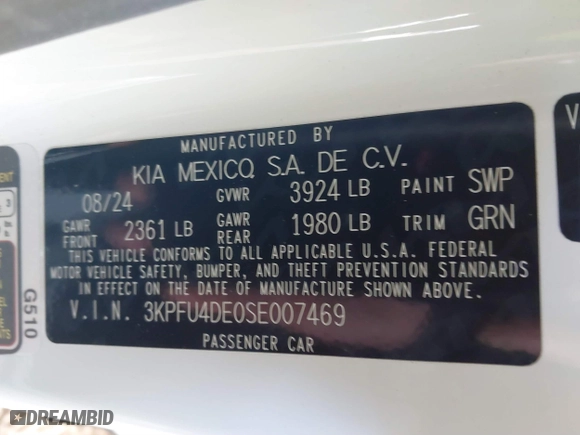 MANUFACTURED BY
KIA MEXICO, S.A. DE C.V.
08/24 GVWR 3924 LB PAINT SWP
GAWR FRONT 2361 LB GAWR REAR 1980 LB TRIM GRN
THIS VEHICLE CONFORMS TO ALL APPLICABLE U.S.A. FEDERAL
MOTOR VEHICLE SAFETY, BUMPER, AND THEFT PREVENTION STANDARDS
IN EFFECT ON THE DATE OF MANUFACTURE SHOWN ABOVE.
V.I.N. 3KPFU4DE0SE007469
PASSENGER CAR
G510
DREAMBID